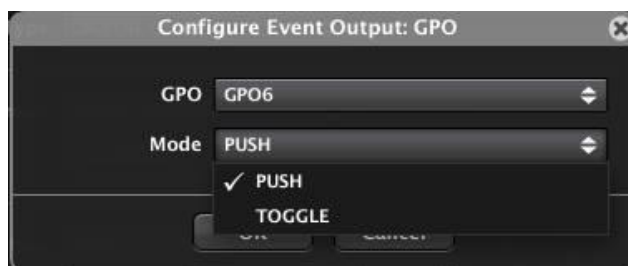 Configure Event Output: GPO
GPO GPO6
Mode PUSH
✓ PUSH
TOGGLE